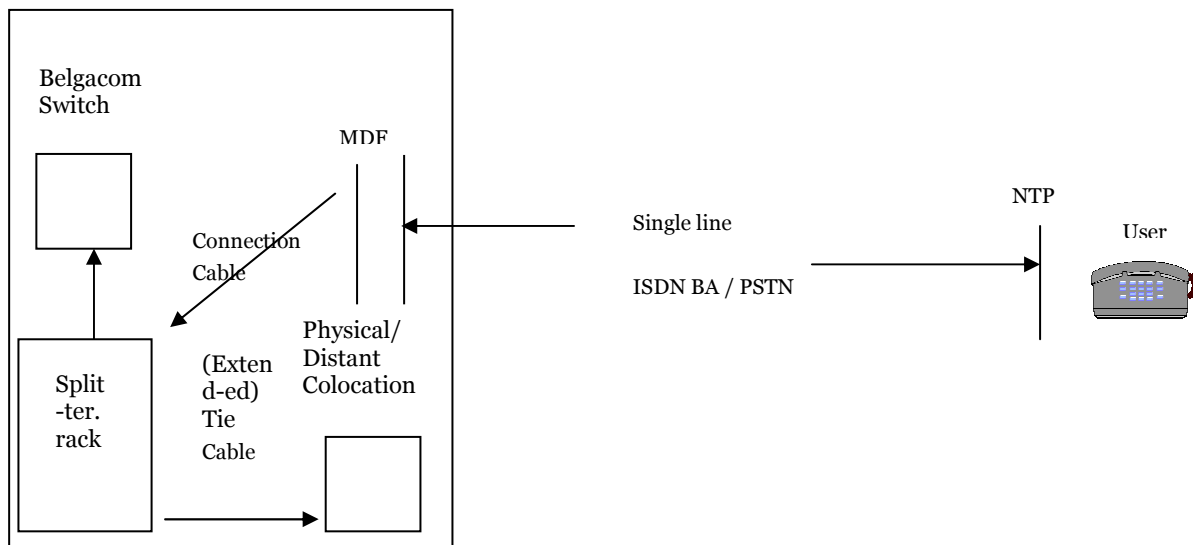 Belgacom
Switch
MDF
Connection
Cable
Physical/
Distant
Colocation
(Exten
d-ed)
Tie
Cable
Split
-ter.
rack
Single line
ISDN BA / PSTN
NTP
User